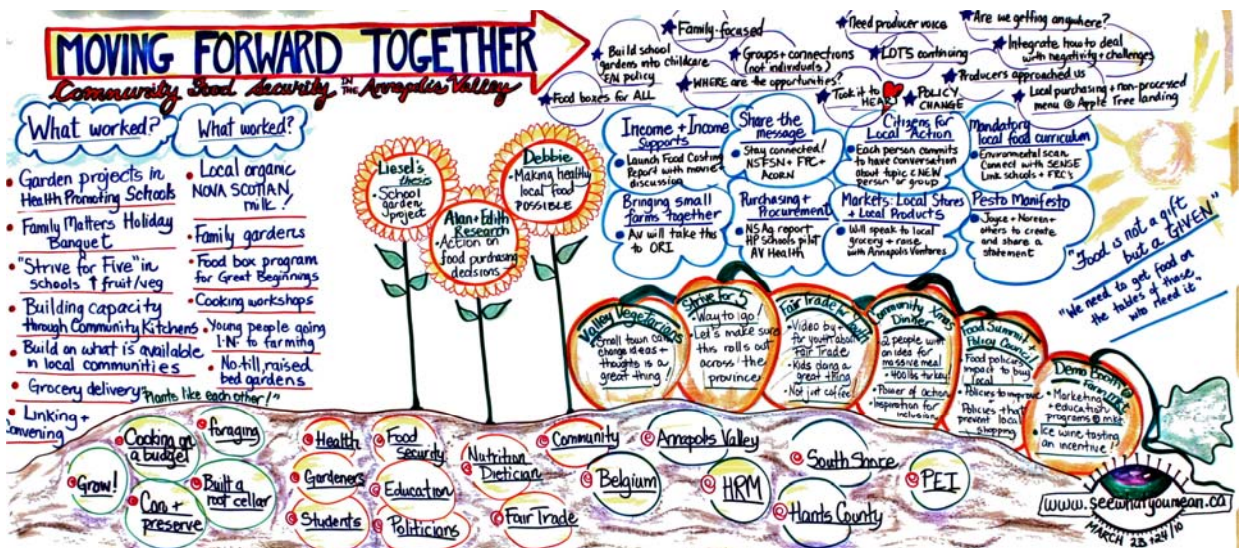 MOVING FORWARD TOGETHER
Community Food Security IN THE Annapolis Valley
What worked?
Garden projects in
Health Promoting Schools
Family Matters Holiday
Banquet
"Strive for Five" in
schools ↑ fruit/veg
Building capacity
through Community Kitchens
Build on what is available
in local communities
Grocery delivery
Linking +
Convening
What worked?
Local organic
NOVA SCOTIAN
milk!
Family gardens
Food box program
for Great Beginnings
Cooking workshops
Young people going
INF to farming
No-till, raised
bed gardens
"Plants like each other!"
Liesel's
thesis
School
garden
project
Alan + Edith
Research
Action on
food purchasing
decisions
Debbie
Making healthy
local food
POSSIBLE
Family-focused
Build school
gardens into childcare
EN policy
Food boxes for ALL
Groups + connections
(not individuals)
WHERE are the opportunities?
Need producer voice
LOTS continuing
Took it to
HEART
POLICY
CHANGE
Are we getting anywhere?
Integrate how to deal
with negativity + challenges
Producers approached us
Local purchasing + non-processed
menu @ Apple Tree landing
Income + Income
Supports
Launch Food Costing
Report with movie +
discussion
Share the
message
Stay connected!
NSFSN + FPC +
ACORN
Citizens for
Local Action
Each person commits
to have conversation
about topic c NEW
person or group
Mandatory
local food curriculum
Environmental scan
Connect with SENSE
Link schools + FRC's
Bringing small
farms together
AV will take this
to ORI
Purchasing +
Procurement
NS Ag report
HP Schools pilot
AV Health
Markets: Local Stores
+ Local Products
Will speak to local
grocery + raise
with Annapolis Ventures
Pesto Manifesto
Joyce + Noreen +
others to create
and share a
statement
"Food is not a gift
but a GIVEN"
"We need to get food on
the tables of those
who need it"
Valley Vegetarians
Small town can
change ideas +
thoughts is a
great thing!
Strive for 5
Way to go!
Let's make sure
this rolls out
across the
province
Fair Trade for Youth
Video by +
for youth about
Fair Trade
Kids doing a
great thing
Not just coffee!
Community Xmas
Dinner
2 people with
an idea for
massive meal
400 lbs turkey!
Power of action
Inspiration for
inclusion
Food Summit +
Policy Council
Food policies
impact to buy
local
Policies to improve
Policies that
prevent local
shopping
Demo Booth @
Farm MKT
Marketing
+ education
programs @ mkt
Ice wine tasting
an incentive!
Grow!
Cooking on
a budget
Foraging
Can +
preserve
Built a
root cellar
Health
Gardeners
Students
Food
Security
Education
Politicians
Nutrition
Dietician
Fair Trade
Community
Belgium
Annapolis Valley
HRM
South Shore
Hants County
PEI
www.seewhatyoumean.ca
MARCH 23 + 24/10